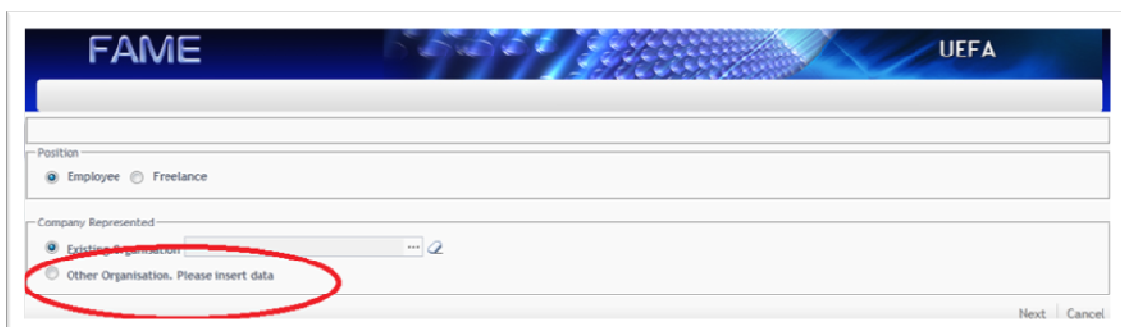 FAME UEFA
Position
Employee Freelance
Company Represented
Existing Organisation ...
Other Organisation. Please insert data
Next Cancel